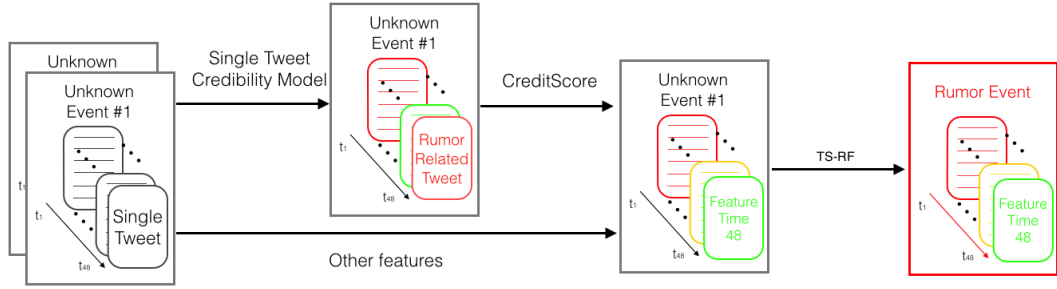 Unknown
t₁
Unknown
Event #1
t₁
t₄₈
Single
Tweet
Single Tweet
Credibility Model
Unknown
Event #1
t₁
t₄₈
Rumor
Related
Tweet
CreditScore
Other features
Unknown
Event #1
t₁
t₄₈
Feature
Time
48
TS-RF
Rumor Event
t₁
t₄₈
Feature
Time
48